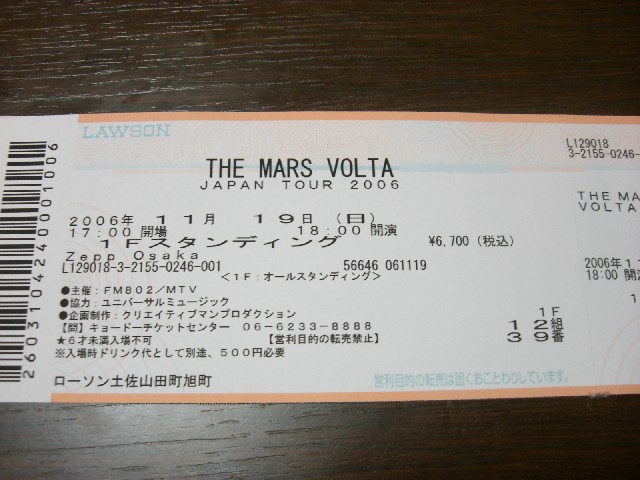 LAWSON
THE MARS VOLTA
JAPAN TOUR 2006
2006年 11月 19日(日)
17:00 開場 18:00 開演
1Fスタンディング ¥6,700(税込)
Zepp Osaka
L129018-3-2155-0246-001 56646 061119
<1F:オールスタンディング>
●主催:FM802/MTV
●協力:ユニバーサルミュージック
●企画制作:クリエイティブマンプロダクション
【問】キョードーチケットセンター 06-6233-8888
★6才未満入場不可 【営利目的の転売禁止】
※入場時ドリンク代として別途、500円必要
1F
12組
39番
ローソン土佐山田町旭町
営利目的の転売は固くおことわりしています。
2603104240001006
L129018
3-2155-0246-
THE MA
VOLTA
2006年 1
18:00 開演
1
3